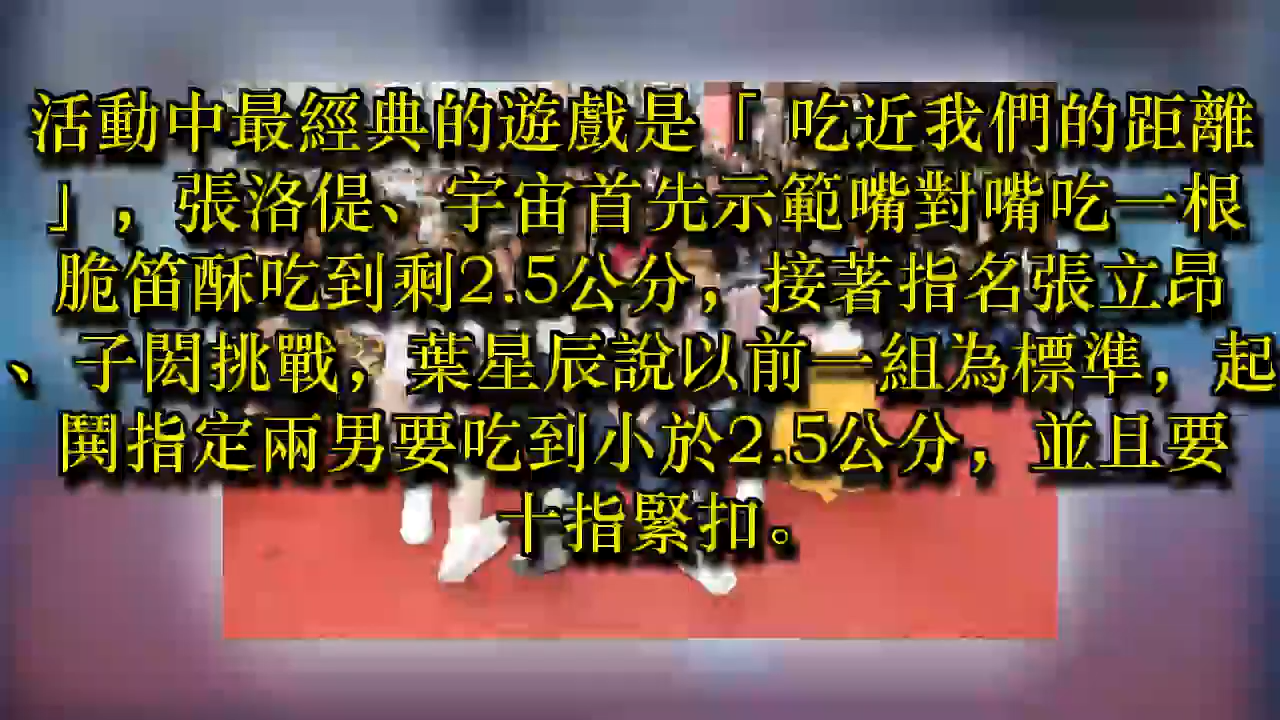 活動中最經典的遊戲是「 吃近我們的距離
」，張洛偍、宇宙首先示範嘴對嘴吃一根
脆笛酥吃到剩2.5公分，接著指名張立昂
、子閎挑戰，葉星辰說以前一組為標準，起
鬨指定兩男要吃到小於2.5公分，並且要
十指緊扣。